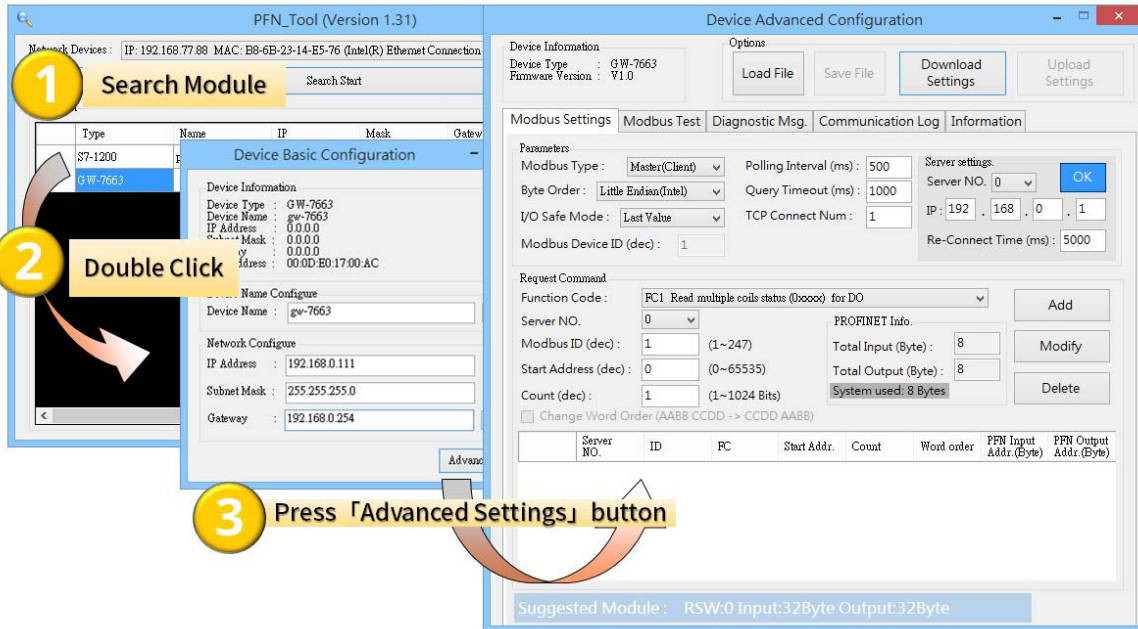 PFN_Tool (Version 1.31)
Network Devices : IP: 192.168.77.88 MAC: B8-6B-23-14-E5-76 (Intel(R) Ethernet Connection
1 Search Module
Search Start
Type Name IP Mask Gatew
S7-1200 p
GW-7663
2 Double Click
Device Basic Configuration
Device Information
Device Type : GW-7663
Device Name : gw-7663
IP Address : 0.0.0.0
Mask : 0.0.0.0
: 0.0.0.0
: 00:0D:E0:17:00:AC
Name Configure
Device Name : gw-7663
Network Configure
IP Address : 192.168.0.111
Subnet Mask : 255.255.255.0
Gateway : 192.168.0.254
Advanc
3 Press「Advanced Settings」button
Device Advanced Configuration
Device Information
Device Type : GW-7663
Firmware Version : V1.0
Options
Load File
Save File
Download Settings
Upload Settings
Modbus Settings Modbus Test Diagnostic Msg. Communication Log Information
Parameters
Modbus Type : Master(Client)
Byte Order : Little Endian(Intel)
I/O Safe Mode : Last Value
Modbus Device ID (dec) : 1
Polling Interval (ms) : 500
Query Timeout (ms) : 1000
TCP Connect Num : 1
Server settings.
Server NO. 0
OK
IP : 192 . 168 . 0 . 1
Re-Connect Time (ms) : 5000
Request Command
Function Code : FC1 Read multiple coils status (0xxxx) for DO
Server NO. 0
Modbus ID (dec) : 1 (1~247)
Start Address (dec) : 0 (0~65535)
Count (dec) : 1 (1~1024 Bits)
Change Word Order (AABB CCDD -> CCDD AABB)
PROFINET Info.
Total Input (Byte) : 8
Total Output (Byte) : 8
System used: 8 Bytes
Add
Modify
Delete
Server NO. ID FC Start Addr. Count Word order PFN Input Addr.(Byte) PFN Output Addr.(Byte)
Suggested Module : RSW:0 Input:32Byte Output:32Byte